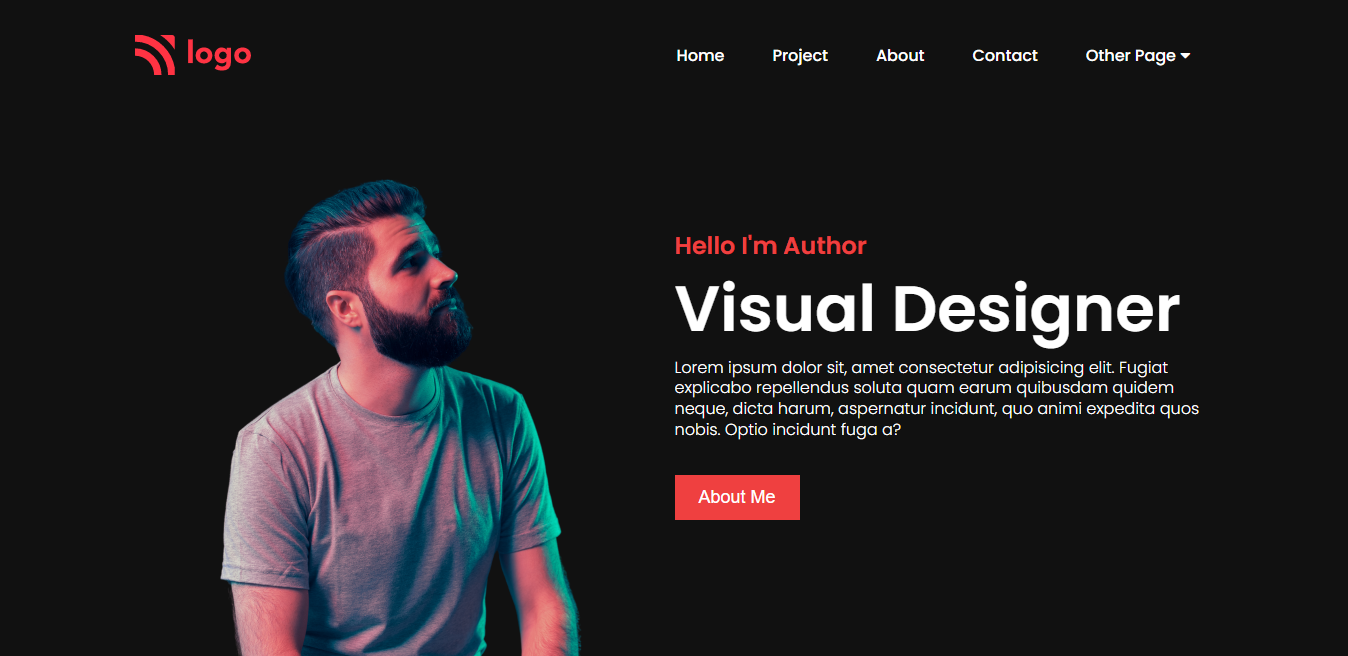 logo
Home Project About Contact Other Page
Hello I'm Author
Visual Designer
Lorem ipsum dolor sit, amet consectetur adipisicing elit. Fugiat
explicabo repellendus soluta quam earum quibusdam quidem
neque, dicta harum, aspernatur incidunt, quo animi expedita quos
nobis. Optio incidunt fuga a?
About Me